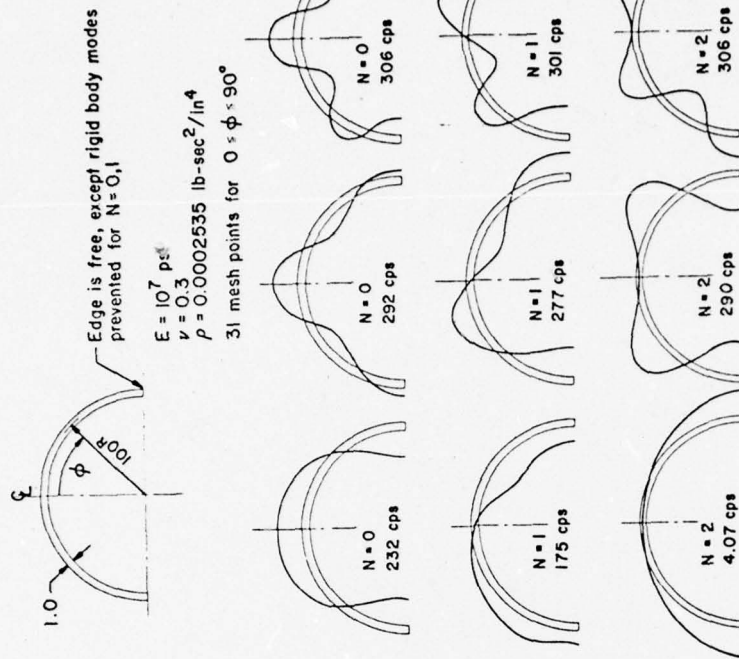 ℄
1.0
ϕ
100R
Edge is free, except rigid body modes
prevented for N=0,1
E = 10⁷ psi
ν = 0.3
ρ = 0.0002535 lb-sec²/in⁴
31 mesh points for 0 ≤ ϕ ≤ 90°
N=0
232 cps
N=0
292 cps
N=0
306 cps
N=1
175 cps
N=1
277 cps
N=1
301 cps
N=2
4.07 cps
N=2
290 cps
N=2
306 cps